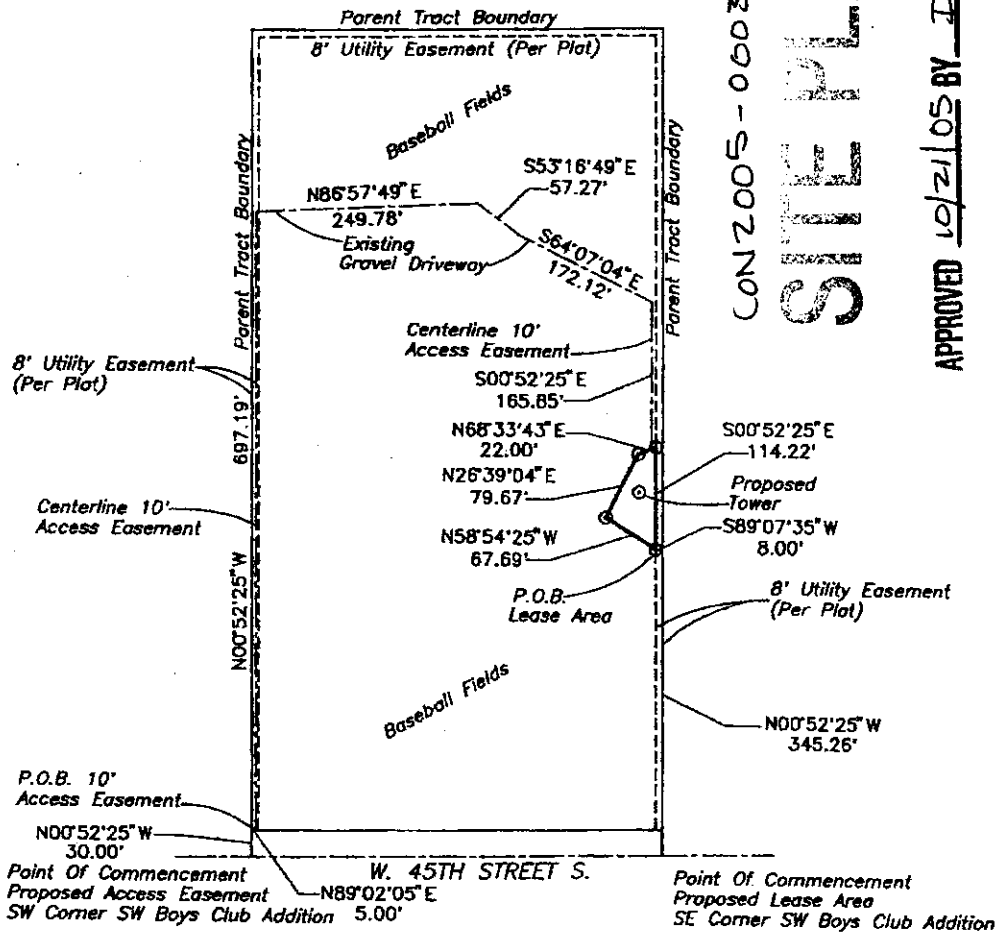 Parent Tract Boundary
8' Utility Easement (Per Plat)
Baseball Fields
Parent Tract Boundary
Parent Tract Boundary
N86°57'49"E
249.78'
Existing
Gravel Driveway
S53°16'49"E
57.27'
S64°07'04"E
172.12'
Centerline 10'
Access Easement
S00°52'25"E
165.85'
8' Utility Easement
(Per Plat)
697.19'
N00°52'25"W
Centerline 10'
Access Easement
N68°33'43"E
22.00'
N26°39'04"E
79.67'
N58°54'25"W
67.69'
S00°52'25"E
114.22'
Proposed
Tower
S89°07'35"W
8.00'
P.O.B.
Lease Area
8' Utility Easement
(Per Plat)
Baseball Fields
N00°52'25"W
345.26'
P.O.B. 10'
Access Easement
N00°52'25"W
30.00'
Point Of Commencement
Proposed Access Easement
SW Corner SW Boys Club Addition
N89°02'05"E
5.00'
W. 45TH STREET S.
Point Of Commencement
Proposed Lease Area
SE Corner SW Boys Club Addition
CON2005-000
SITE
APPROVED 10/21/05 BY